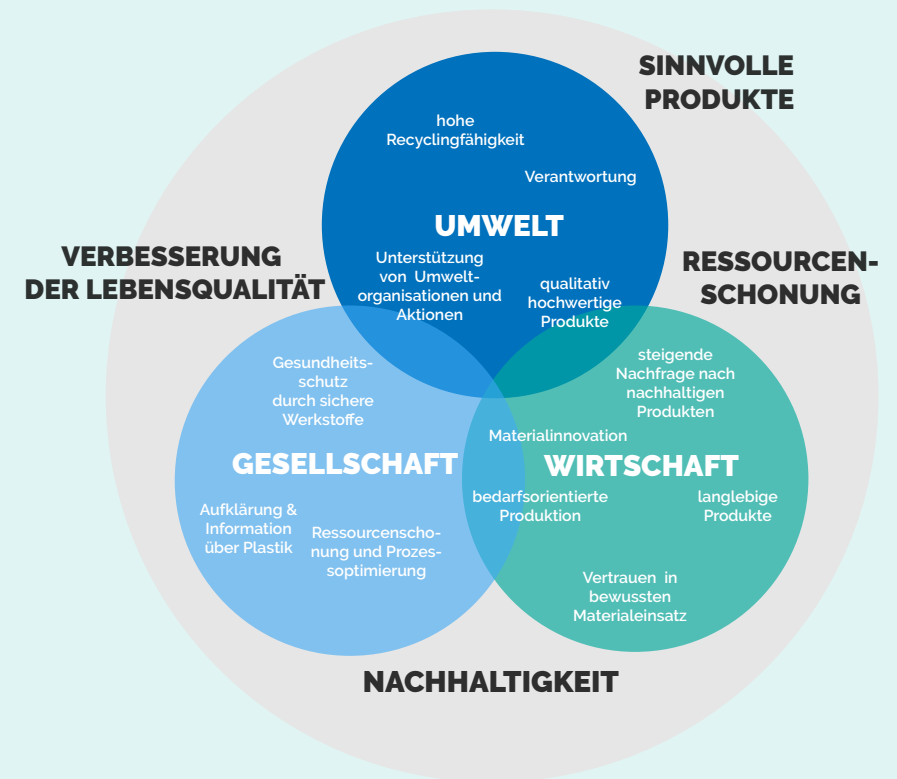 SINNVOLLE
PRODUKTE
hohe
Recyclingfähigkeit
Verantwortung
UMWELT
Unterstützung
von Umwelt-
organisationen und
Aktionen
qualitativ
hochwertige
Produkte
VERBESSERUNG
DER LEBENSQUALITÄT
RESSOURCEN-
SCHONUNG
Gesundheits-
schutz
durch sichere
Werkstoffe
GESELLSCHAFT
Aufklärung &
Information
über Plastik
Ressourcenscho-
nung und Prozes-
soptimierung
steigende
Nachfrage nach
nachhaltigen
Produkten
Materialinnovation
WIRTSCHAFT
bedarfsorientierte
Produktion
langlebige
Produkte
Vertrauen in
bewussten
Materialeinsatz
NACHHALTIGKEIT